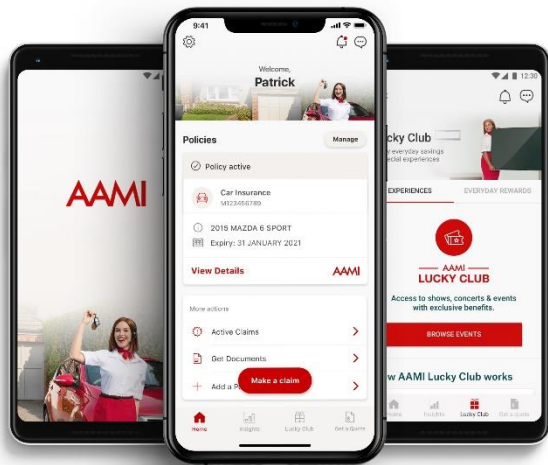 AAMI
9:41
Welcome,
Patrick
Policies
Manage
Policy active
Car Insurance
M123456789
2015 MAZDA 6 SPORT
Expiry: 31 JANUARY 2021
View Details
AAMI
More actions
Active Claims
Get Documents
Add a P
Make a claim
Home
Insights
Lucky Club
Get a Quote
12:30
cky Club
everyday savings
ecial experiences
EXPERIENCES
EVERYDAY REWARDS
AAMI
LUCKY CLUB
Access to shows, concerts & events
with exclusive benefits.
BROWSE EVENTS
w AAMI Lucky Club works
Home
Insights
Lucky Club
Get a quote